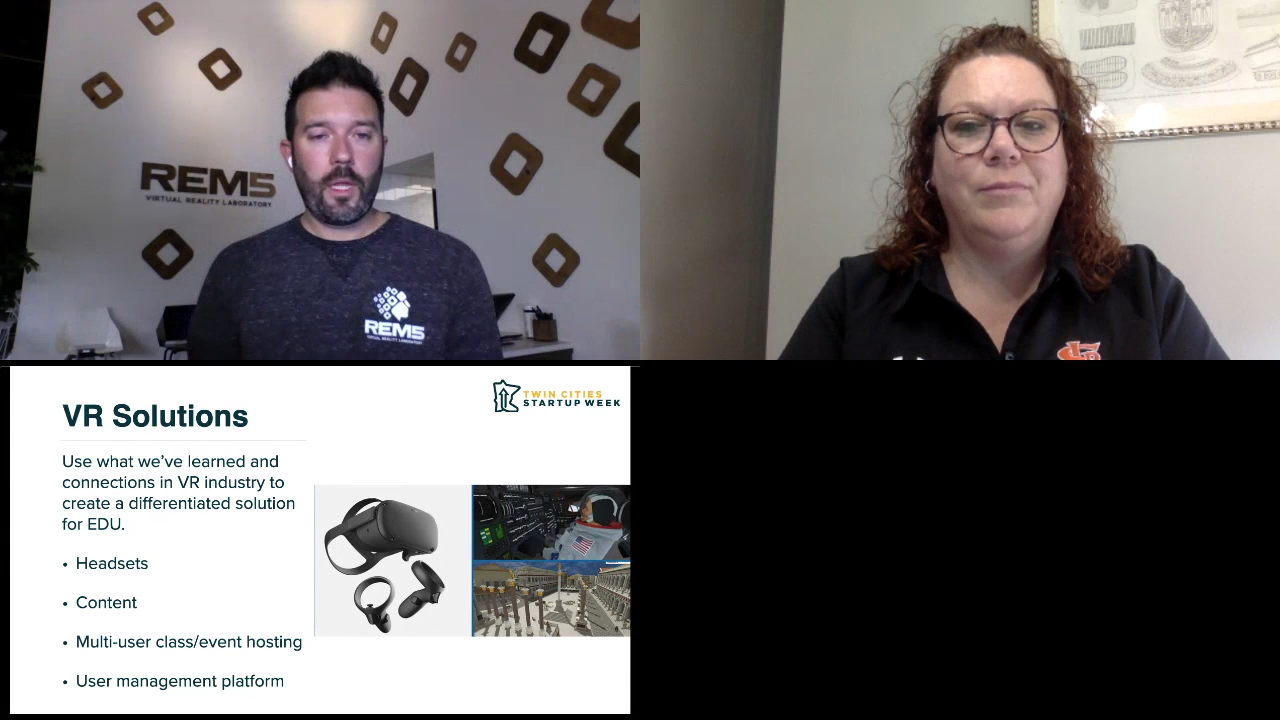 REM5
VIRTUAL REALITY LABORATORY
REM5
VIRTUAL REALITY LABORATORY
TWIN CITIES
STARTUP WEEK
VR Solutions
Use what we've learned and
connections in VR industry to
create a differentiated solution
for EDU.
• Headsets
• Content
• Multi-user class/event hosting
• User management platform